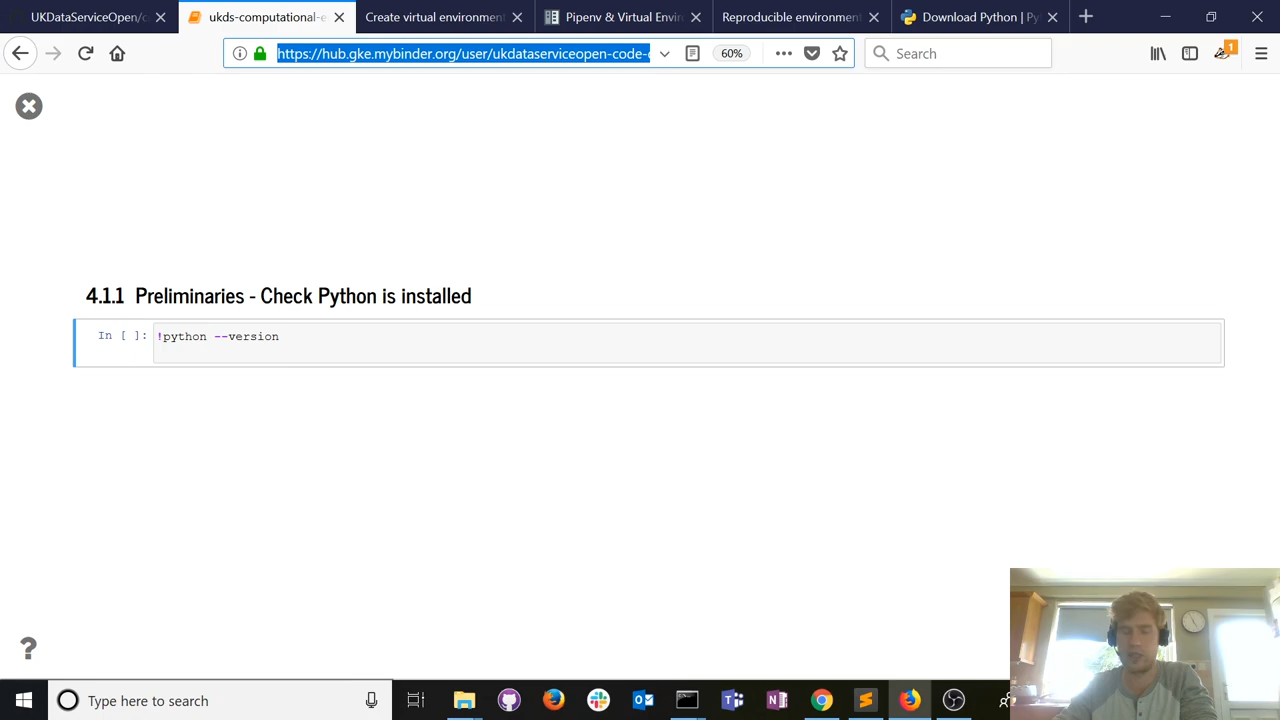 UKDataServiceOpen/c
ukds-computational-e
Create virtual environment
Pipenv & Virtual Envir
Reproducible environment
Download Python | Py
https://hub.gke.mybinder.org/user/ukdataserviceopen-code-
60%
Search
1
4.1.1 Preliminaries - Check Python is installed
In [ ]: !python --version
?
Type here to search